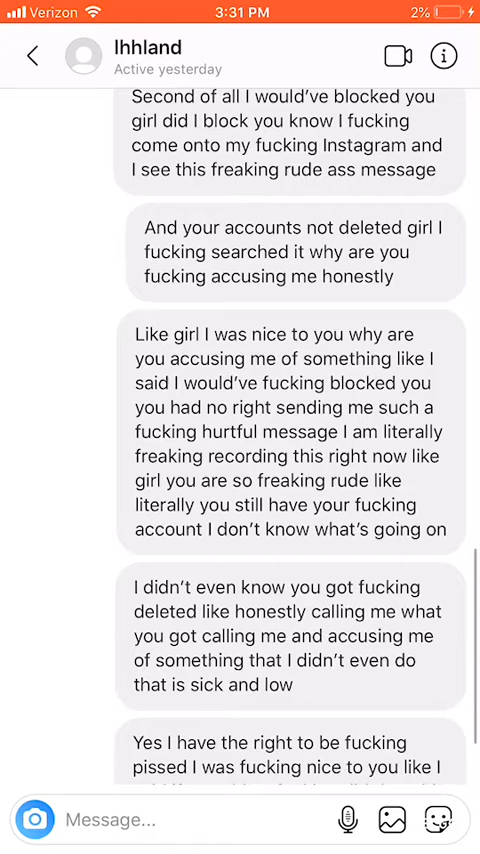 Verizon 3:31 PM 2%
lhhland
Active yesterday
Second of all I would've blocked you
girl did I block you know I fucking
come onto my fucking Instagram and
I see this freaking rude ass message
And your accounts not deleted girl I
fucking searched it why are you
fucking accusing me honestly
Like girl I was nice to you why are
you accusing me of something like I
said I would've fucking blocked you
you had no right sending me such a
fucking hurtful message I am literally
freaking recording this right now like
girl you are so freaking rude like
literally you still have your fucking
account I don't know what's going on
I didn't even know you got fucking
deleted like honestly calling me what
you got calling me and accusing me
of something that I didn't even do
that is sick and low
Yes I have the right to be fucking
pissed I was fucking nice to you like I
Message...